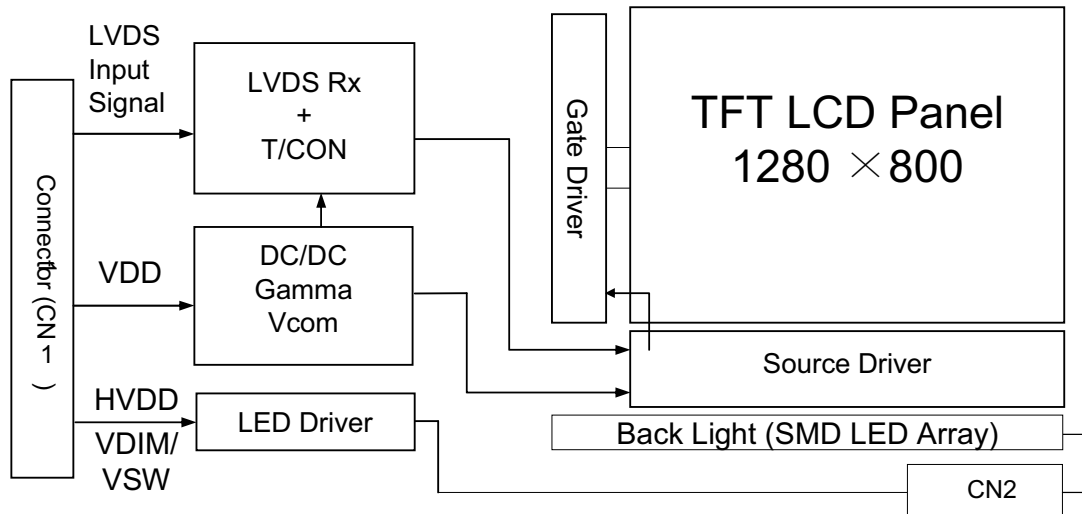 LVDS
Input
Signal
LVDS Rx
+
T/CON
Gate Driver
TFT LCD Panel
1280 ×800
Connector (CN1)
VDD
DC/DC
Gamma
Vcom
Source Driver
HVDD
VDIM/
VSW
LED Driver
Back Light (SMD LED Array)
CN2